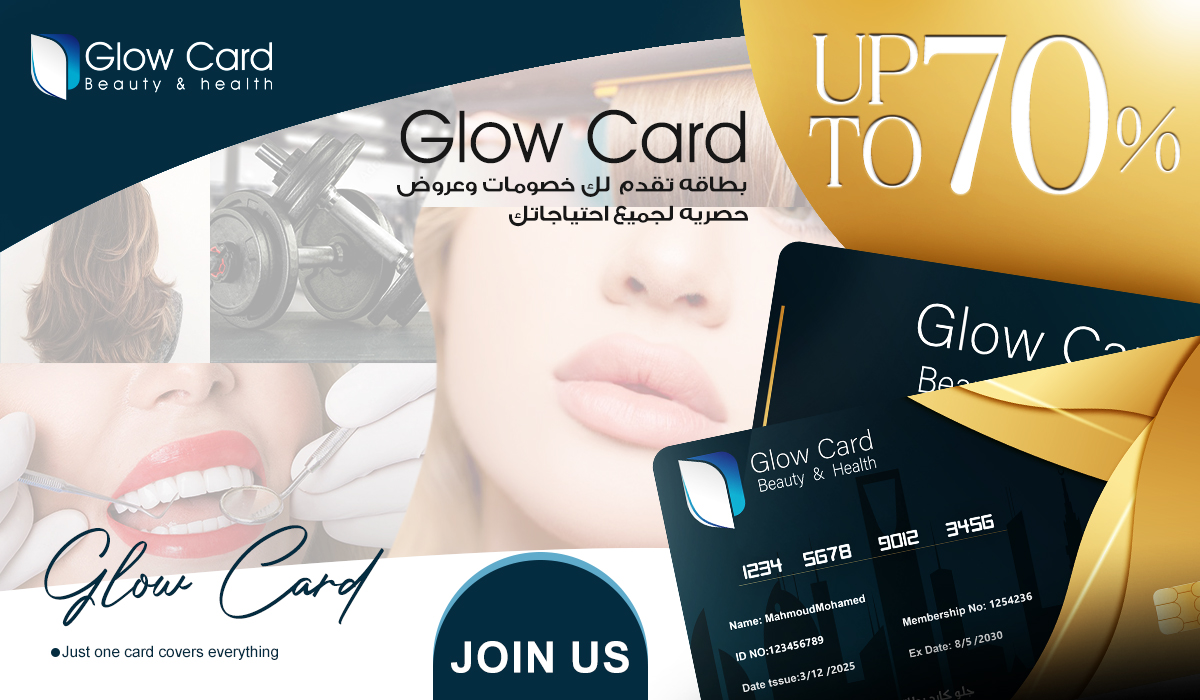 Glow Card
Beauty & health
UP TO 70%
Glow Card
بطاقه تقدم لك خصومات وعروض
حصريه لجميع احتياجاتك
Glow Card
Glow Card
Beauty & Health
1234 5678 9012 3456
Name: MahmoudMohamed
Membership No: 1254236
ID NO:123456789
Ex Date: 8/5 /2030
Date tssue:3/12 /2025
Glow Card
Just one card covers everything
JOIN US